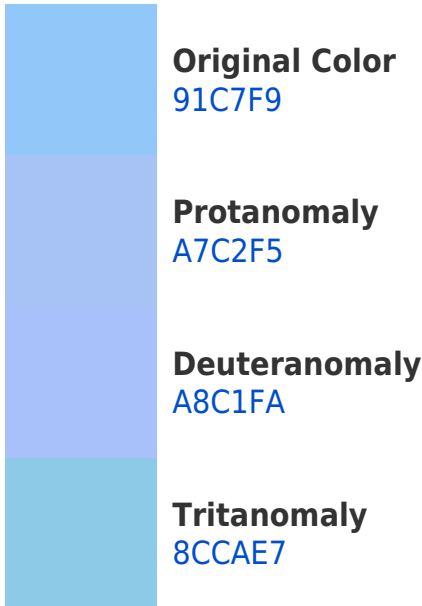 Original Color
91C7F9
Protanomaly
A7C2F5
Deuteranomaly
A8C1FA
Tritanomaly
8CCAE7